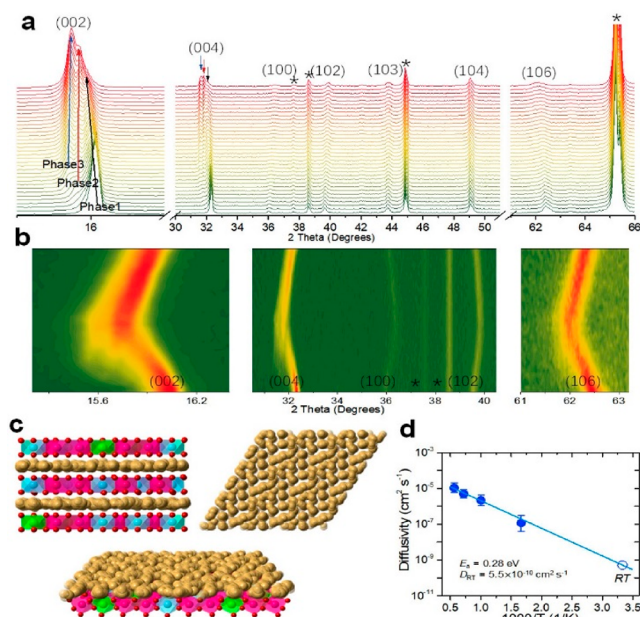 a
(002)
(004)
(100)
*
*
(102)
(103)
*
(104)
(106)
*
Phase3
Phase2
Phase1
16 30 32 34 36 38 40 42 44 46 48 50 62 64 66
2 Theta (Degrees)
b
(002)
(004)
(100)
*
*
(102)
(106)
15.6 16.2 32 34 36 38 40 61 62 63
2 Theta (Degrees)
c
d
Diffusivity (cm² s⁻¹)
10⁻³
10⁻⁵
10⁻⁷
10⁻⁹
10⁻¹¹
Eₐ = 0.28 eV
D_RT = 5.5×10⁻¹⁰ cm² s⁻¹
RT
0.5 1.0 1.5 2.0 2.5 3.0 3.5